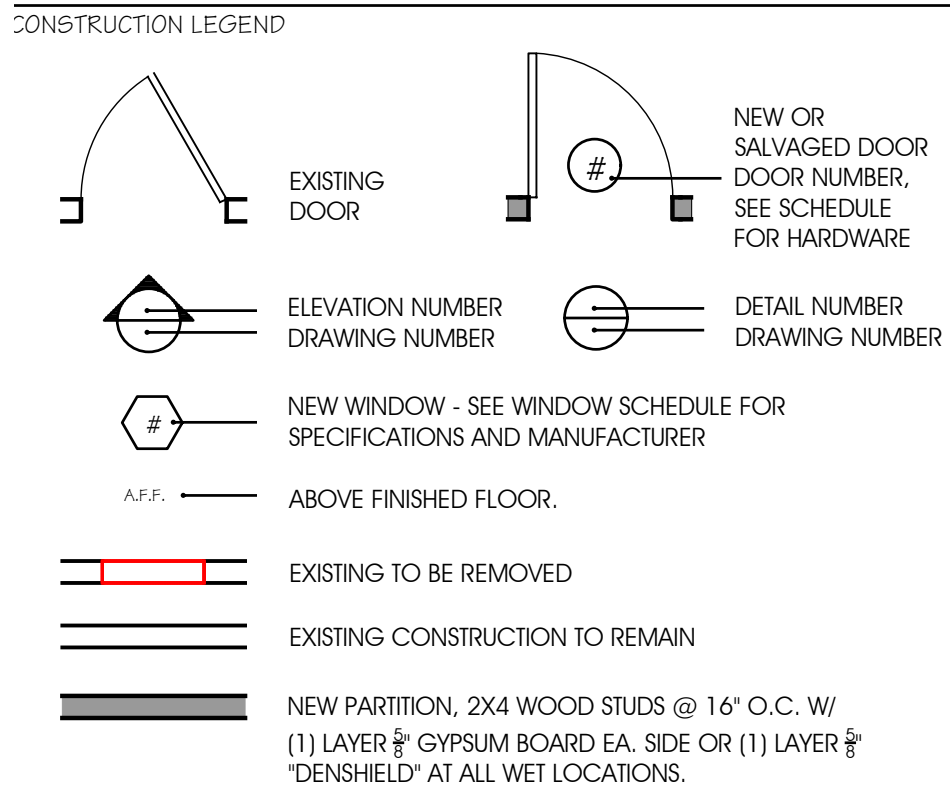 CONSTRUCTION LEGEND
EXISTING
DOOR
#
NEW OR
SALVAGED DOOR
DOOR NUMBER,
SEE SCHEDULE
FOR HARDWARE
ELEVATION NUMBER
DRAWING NUMBER
DETAIL NUMBER
DRAWING NUMBER
#
NEW WINDOW - SEE WINDOW SCHEDULE FOR
SPECIFICATIONS AND MANUFACTURER
A.F.F.
ABOVE FINISHED FLOOR.
EXISTING TO BE REMOVED
EXISTING CONSTRUCTION TO REMAIN
NEW PARTITION, 2X4 WOOD STUDS @ 16" O.C. W/
(1) LAYER 5/8" GYPSUM BOARD EA. SIDE OR (1) LAYER 5/8"
"DENSHIELD" AT ALL WET LOCATIONS.